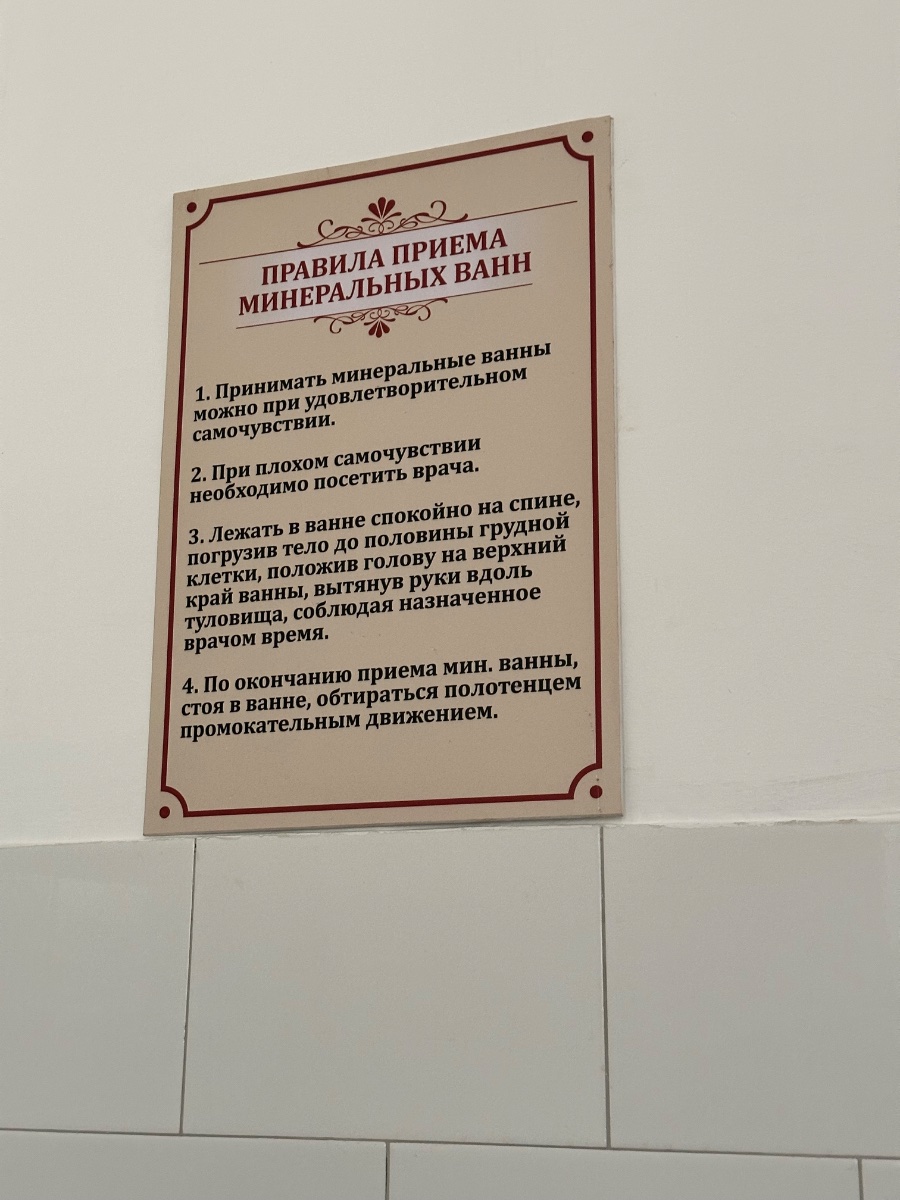 ПРАВИЛА ПРИЕМА
МИНЕРАЛЬНЫХ ВАНН
1. Принимать минеральные ванны
можно при удовлетворительном
самочувствии.
2. При плохом самочувствии
необходимо посетить врача.
3. Лежать в ванне спокойно на спине,
погрузив тело до половины грудной
клетки, положив голову на верхний
край ванны, вытянув руки вдоль
туловища, соблюдая назначенное
врачом время.
4. По окончанию приема мин. ванны,
стоя в ванне, обтираться полотенцем
промокательным движением.